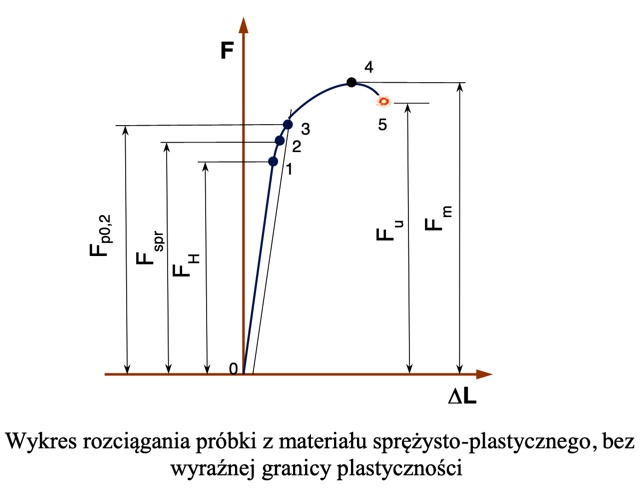 F
4
5
3
2
1
F p0,2
F spr
F H
F u
F m
0
ΔL
Wykres rozciągania próbki z materiału sprężysto-plastycznego, bez
wyraźnej granicy plastyczności